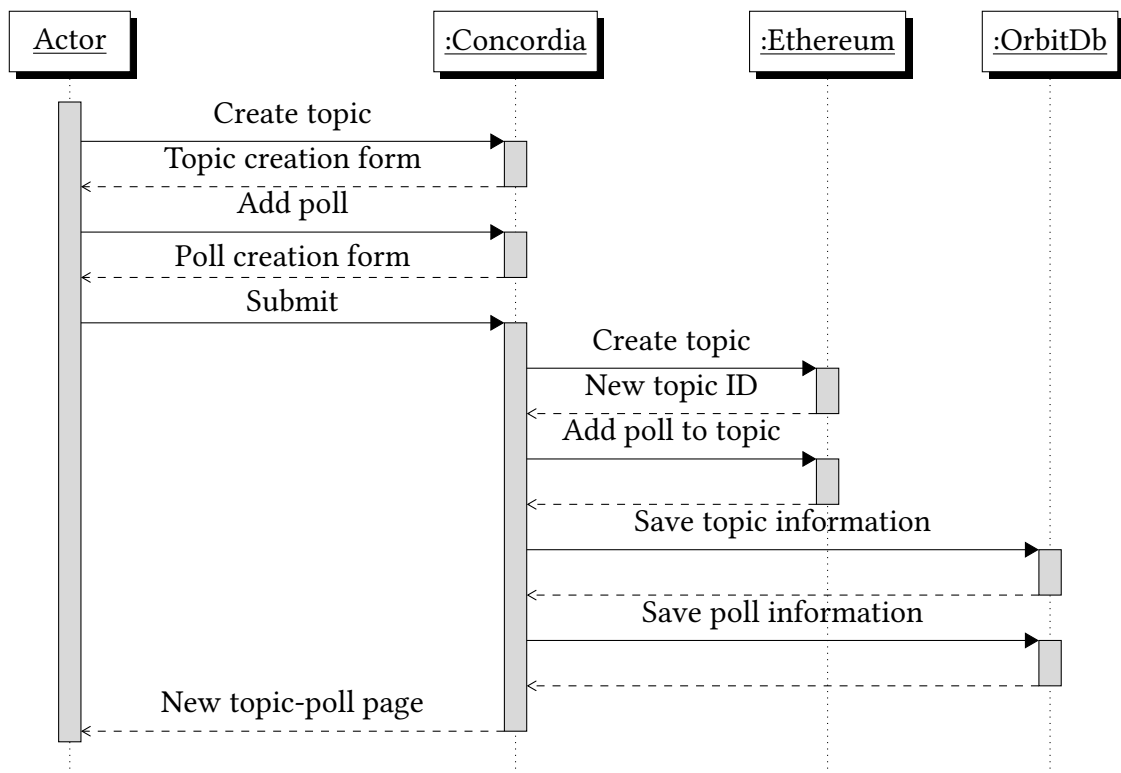 Actor
:Concordia
:Ethereum
:OrbitDb
Create topic
Topic creation form
Add poll
Poll creation form
Submit
Create topic
New topic ID
Add poll to topic
Save topic information
Save poll information
New topic-poll page